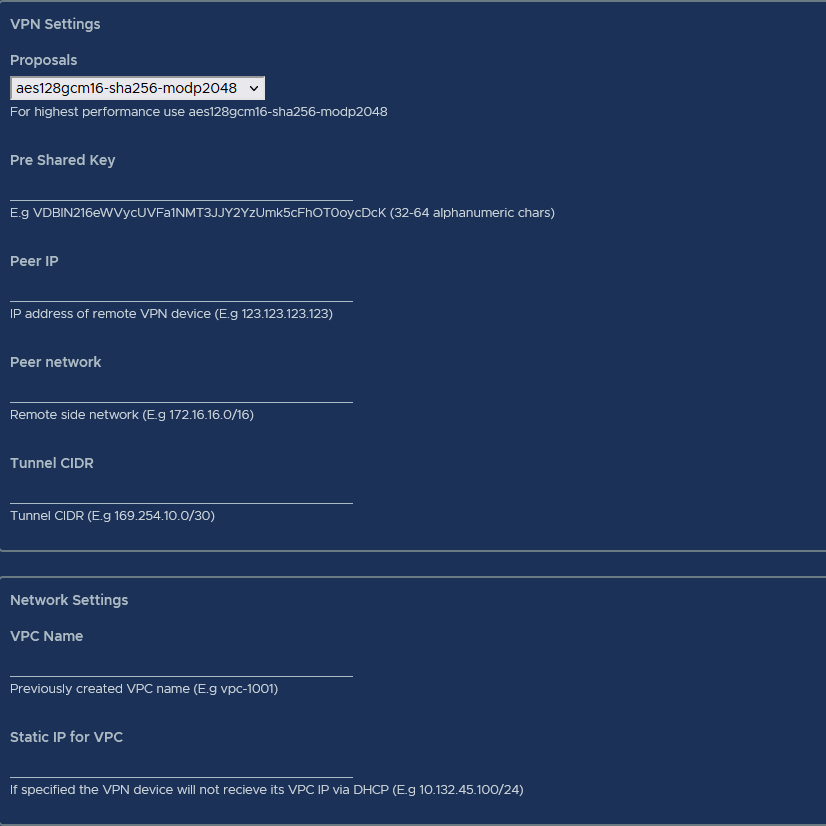 VPN Settings
Proposals
aes128gcm16-sha256-modp2048
For highest performance use aes128gcm16-sha256-modp2048
Pre Shared Key
E.g VDBIN216eWVycUVFa1NMT3JJY2YzUmk5cFhOT0oycDcK (32-64 alphanumeric chars)
Peer IP
IP address of remote VPN device (E.g 123.123.123.123)
Peer network
Remote side network (E.g 172.16.16.0/16)
Tunnel CIDR
Tunnel CIDR (E.g 169.254.10.0/30)
Network Settings
VPC Name
Previously created VPC name (E.g vpc-1001)
Static IP for VPC
If specified the VPN device will not recieve its VPC IP via DHCP (E.g 10.132.45.100/24)